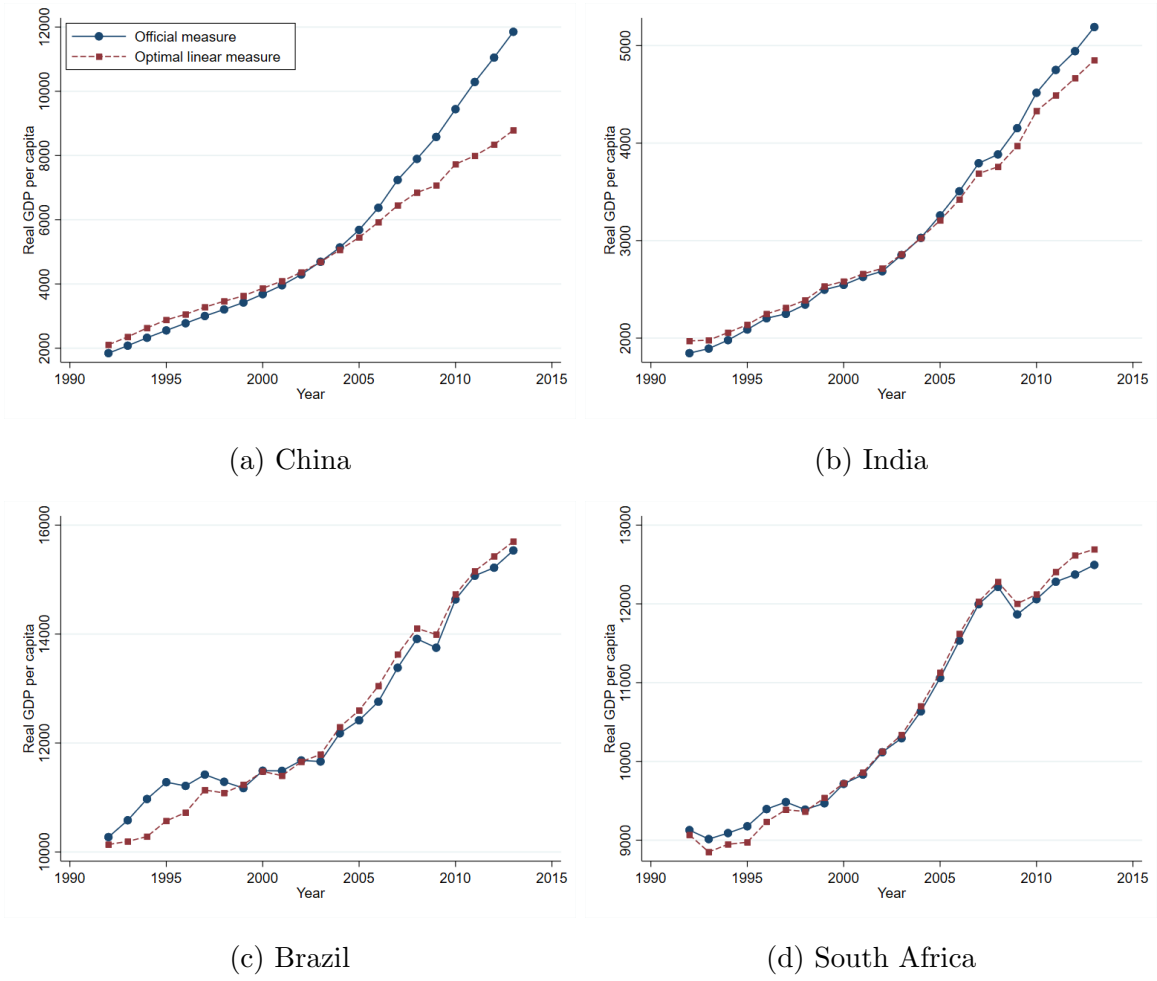 Official measure
Optimal linear measure
Real GDP per capita
12000
10000
8000
6000
4000
2000
1990 1995 2000 2005 2010 2015
Year
(a) China
Real GDP per capita
5000
4000
3000
2000
1990 1995 2000 2005 2010 2015
Year
(b) India
Real GDP per capita
16000
14000
12000
10000
1990 1995 2000 2005 2010 2015
Year
(c) Brazil
Real GDP per capita
13000
12000
11000
10000
9000
1990 1995 2000 2005 2010 2015
Year
(d) South Africa